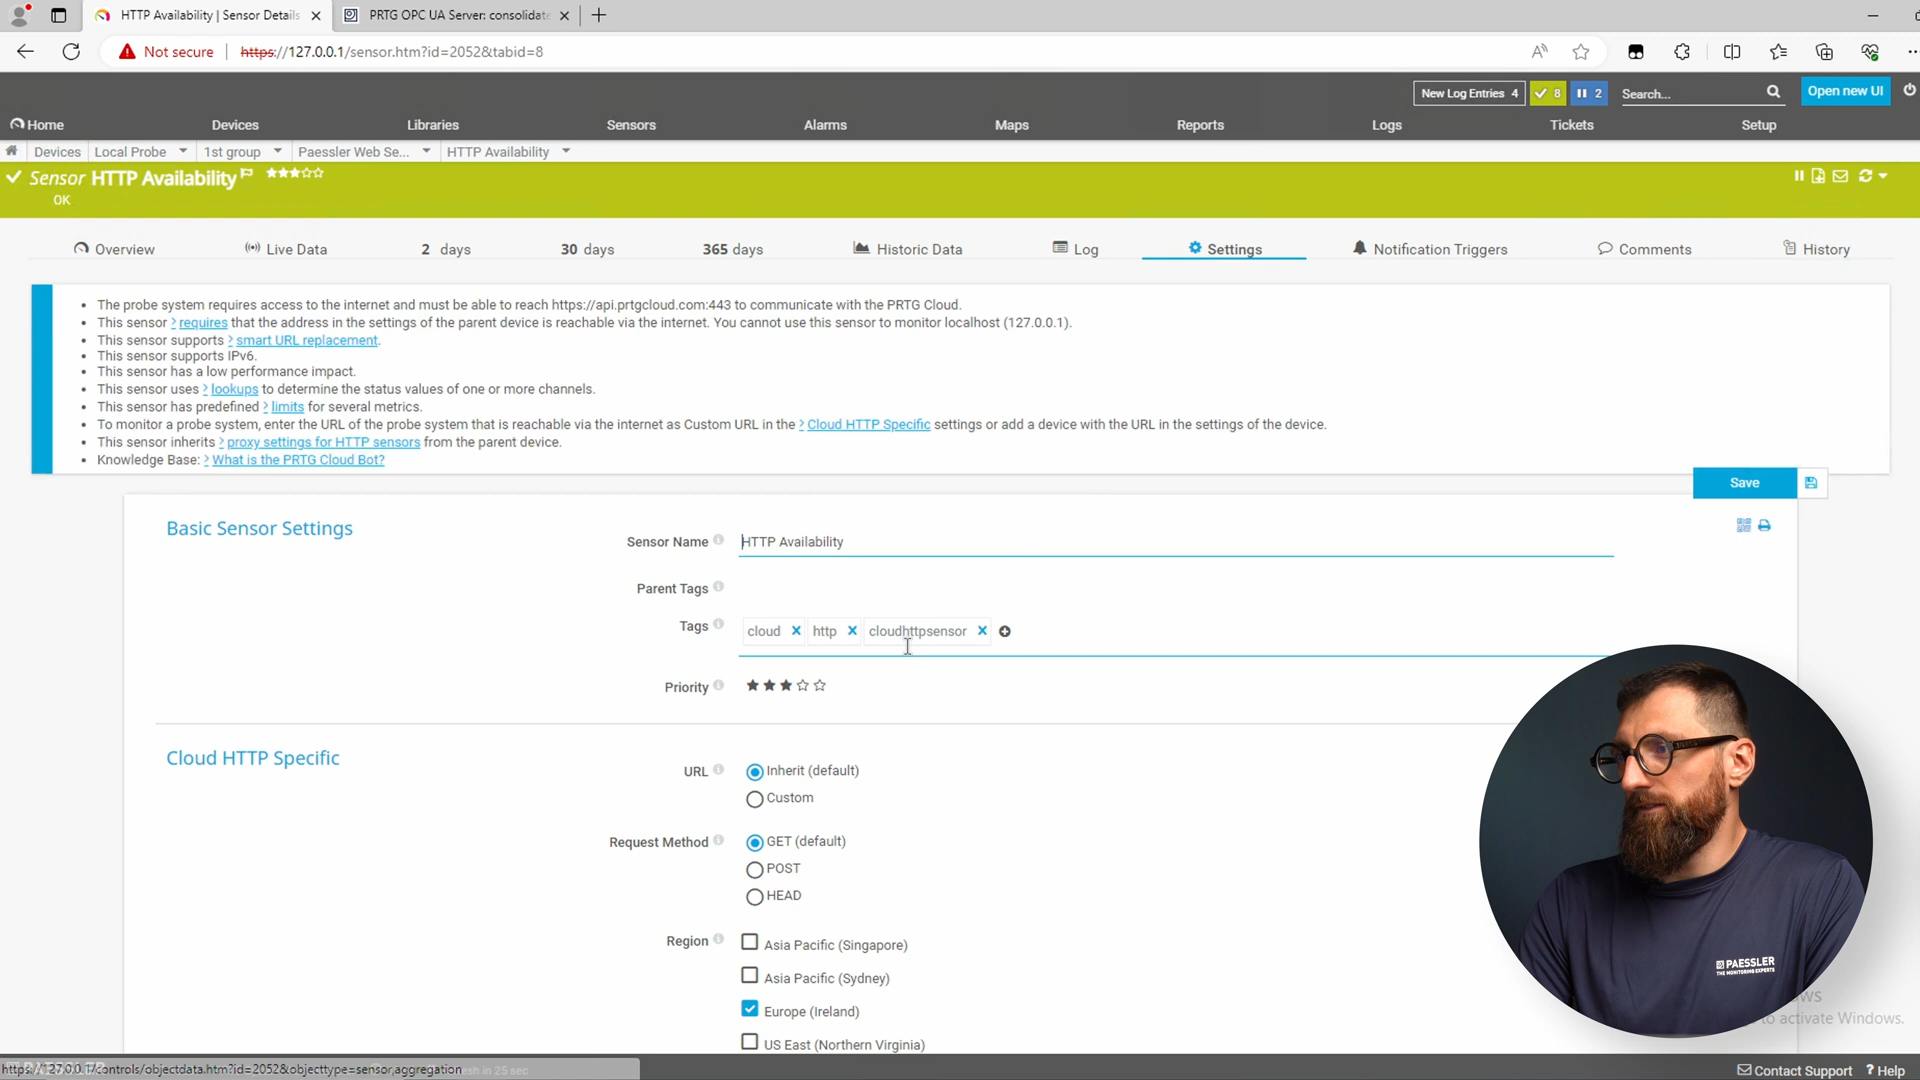 HTTP Availability | Sensor Details
PRTG OPC UA Server: consolidate
Not secure https://127.0.0.1/sensor.htm?id=2052&tabid=8
New Log Entries 4 8 2 Search... Open new UI
Home Devices Libraries Sensors Alarms Maps Reports Logs Tickets Setup
Devices Local Probe 1st group Paessler Web Se... HTTP Availability
Sensor HTTP Availability
OK
Overview Live Data 2 days 30 days 365 days Historic Data Log Settings Notification Triggers Comments History
The probe system requires access to the internet and must be able to reach https://api.prtgcloud.com:443 to communicate with the PRTG Cloud.
This sensor requires that the address in the settings of the parent device is reachable via the internet. You cannot use this sensor to monitor localhost (127.0.0.1).
This sensor supports smart URL replacement.
This sensor supports IPv6.
This sensor has a low performance impact.
This sensor uses lookups to determine the status values of one or more channels.
This sensor has predefined limits for several metrics.
To monitor a probe system, enter the URL of the probe system that is reachable via the internet as Custom URL in the Cloud HTTP Specific settings or add a device with the URL in the settings of the device.
This sensor inherits proxy settings for HTTP sensors from the parent device.
Knowledge Base: What is the PRTG Cloud Bot?
Save
Basic Sensor Settings
Sensor Name HTTP Availability
Parent Tags
Tags cloud http cloudhttpsensor
Priority
Cloud HTTP Specific
URL Inherit (default)
Custom
Request Method GET (default)
POST
HEAD
Region Asia Pacific (Singapore)
Asia Pacific (Sydney)
Europe (Ireland)
US East (Northern Virginia)
PAESSLER
THE MONITORING EXPERTS
to activate Windows.
127.0.0.1/controls/objectdata.htm?id=2052&objecttype=sensor,aggregation
in 25 sec
Contact Support ? Help